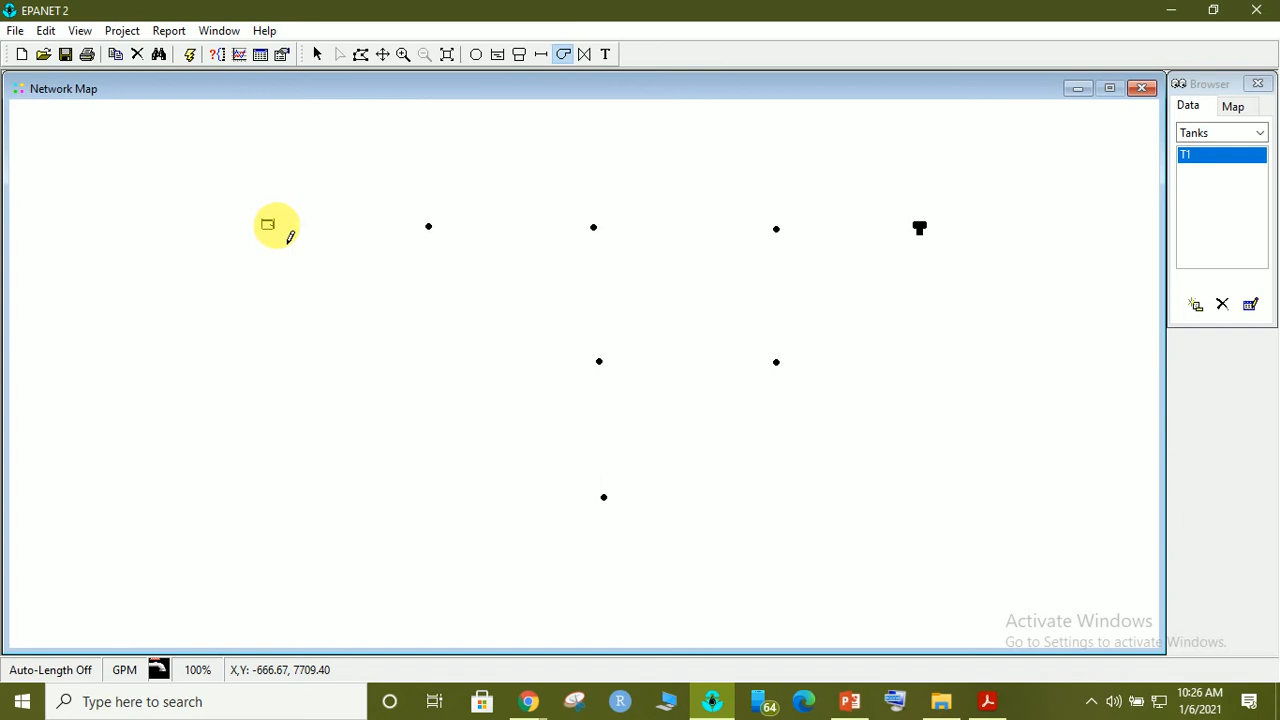 EPANET 2
File Edit View Project Report Window Help
Network Map
Browser
Data Map
Tanks
T1
Activate Windows
Go to Settings to activate Windows.
Auto-Length Off GPM 100% X,Y: -666.67, 7709.40
Type here to search
64
10:26 AM
1/6/2021